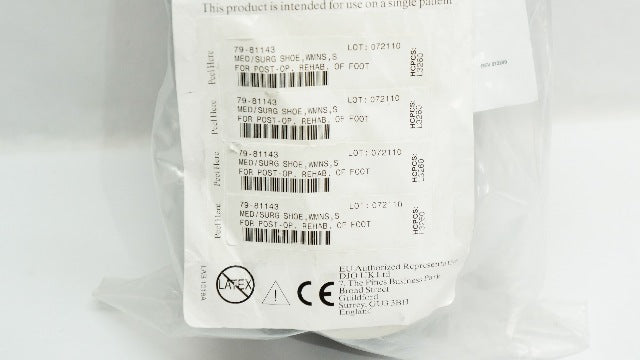 This product is intended for use on a single patient
Peel Here
79-81143 LOT: 072110
MED/SURG SHOE,WMNS,S
FOR POST-OP. REHAB. OF FOOT
HCPCS: L3260
Peel Here
79-81143 LOT: 072110
MED/SURG SHOE,WMNS,S
FOR POST-OP. REHAB. OF FOOT
HCPCS: L3260
Peel Here
79-81143 LOT: 072110
MED/SURG SHOE,WMNS,S
FOR POST-OP. REHAB. OF FOOT
HCPCS: L3260
Peel Here
79-81143 LOT: 072110
MED/SURG SHOE,WMNS,S
FOR POST-OP. REHAB. OF FOOT
HCPCS: L3260
LATEX
CE
EU Authorized Representative
DJO UK Ltd
7, The Pines Business Park
Broad Street
Guildford
Surrey, GU3 3BH
England